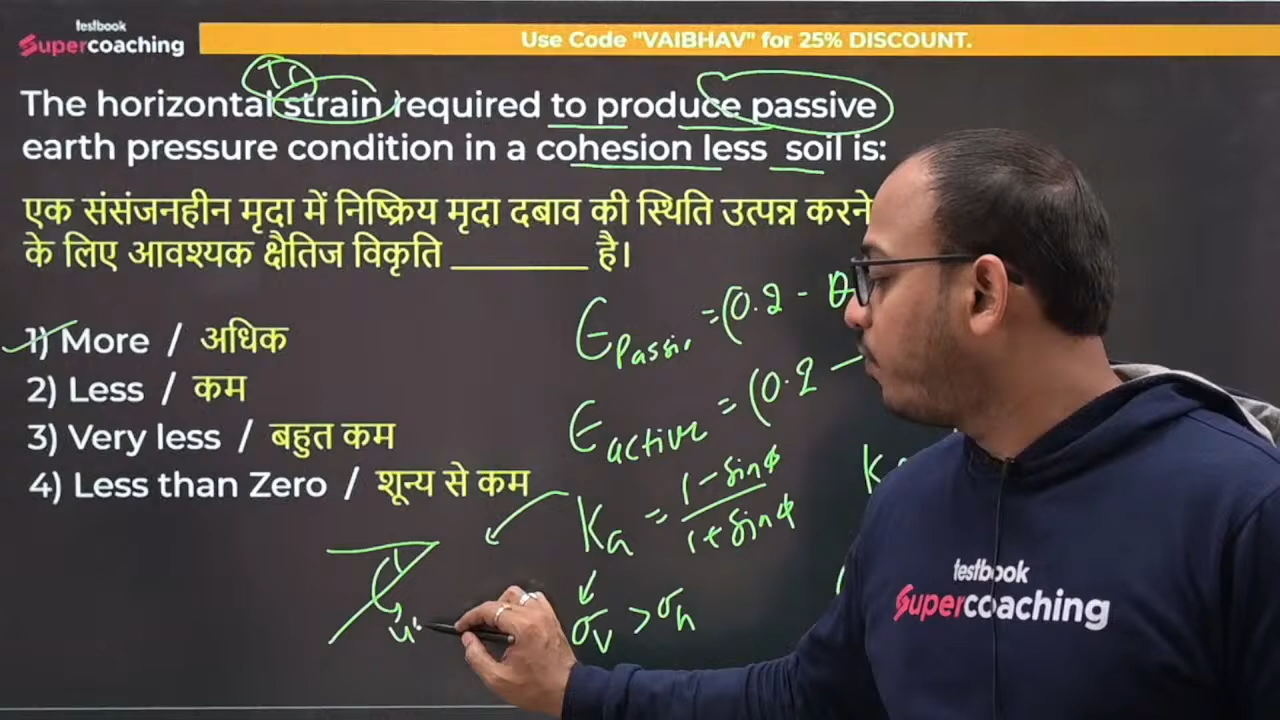 testbook
Supercoaching
Use Code "VAIBHAV" for 25% DISCOUNT.
The horizontal strain required to produce passive
earth pressure condition in a cohesion less soil is:
एक संसंजनहीन मृदा में निष्क्रिय मृदा दबाव की स्थिति उत्पन्न करने
के लिए आवश्यक क्षैतिज विकृति ________ है।
1) More / अधिक
2) Less / कम
3) Very less / बहुत कम
4) Less than Zero / शून्य से कम
ϵ Passi = (0.2 -
ϵ active = (0.2 —
Ka = 1 - sinϕ
1 + sinϕ
σv > σh
testbook
Supercoaching